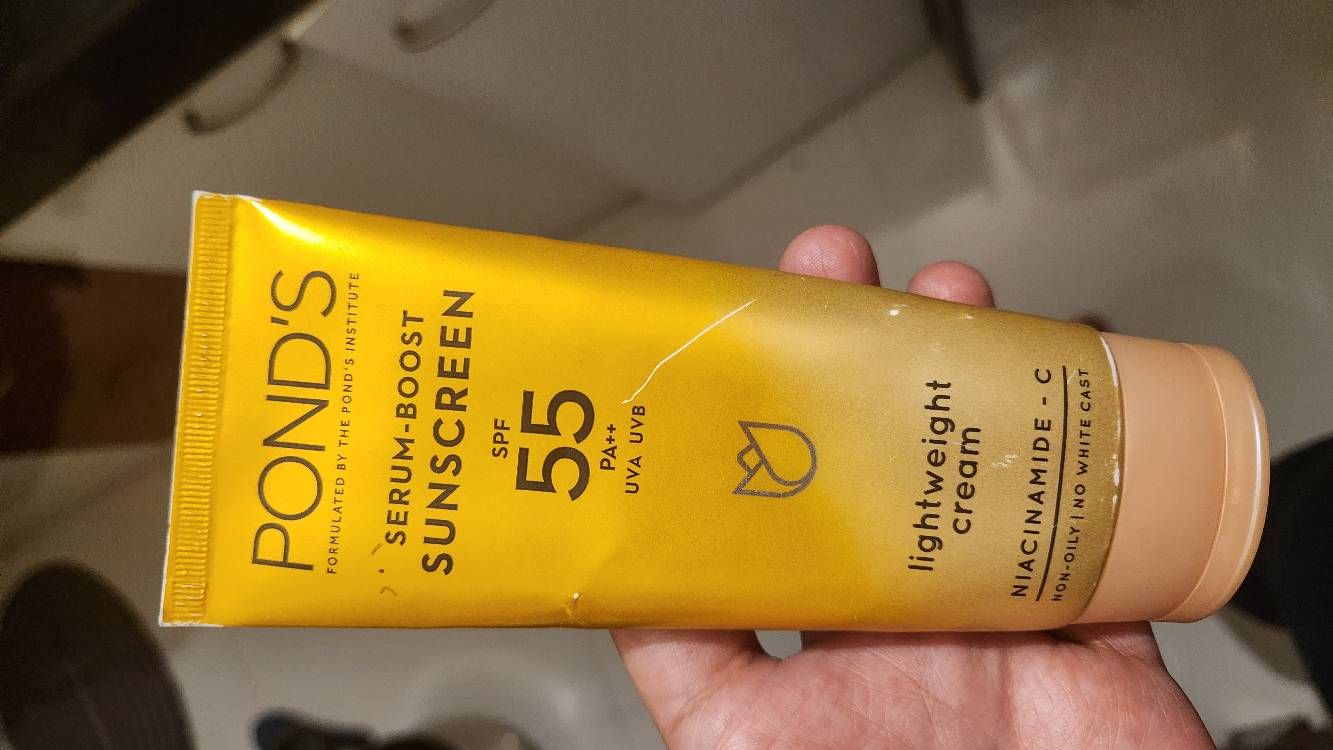 POND'S
FORMULATED BY THE POND'S INSTITUTE
SERUM-BOOST
SUNSCREEN
SPF
55
PA++
UVA UVB
lightweight
cream
NIACINAMIDE - C
NON-OILY | NO WHITE CAST